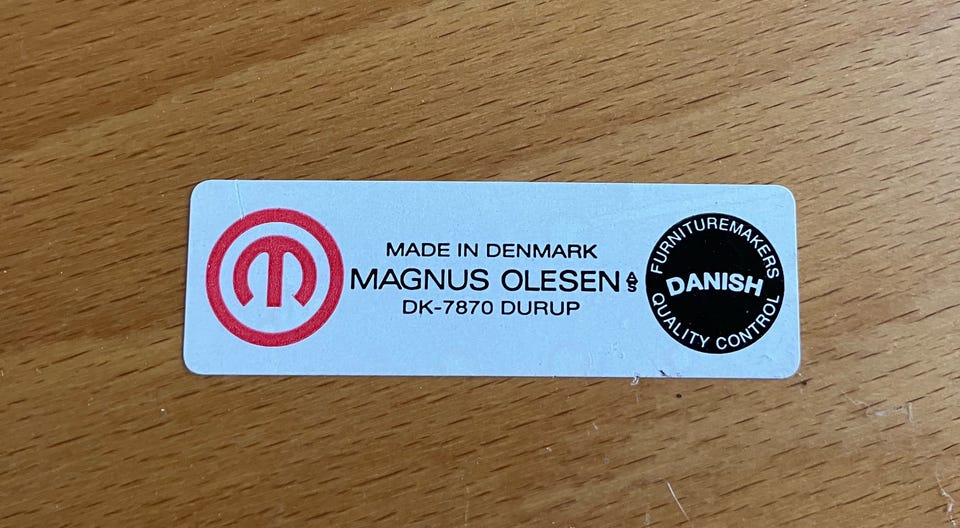 MADE IN DENMARK
MAGNUS OLESEN A/S
DK-7870 DURUP
FURNITUREMAKERS
DANISH
QUALITY CONTROL